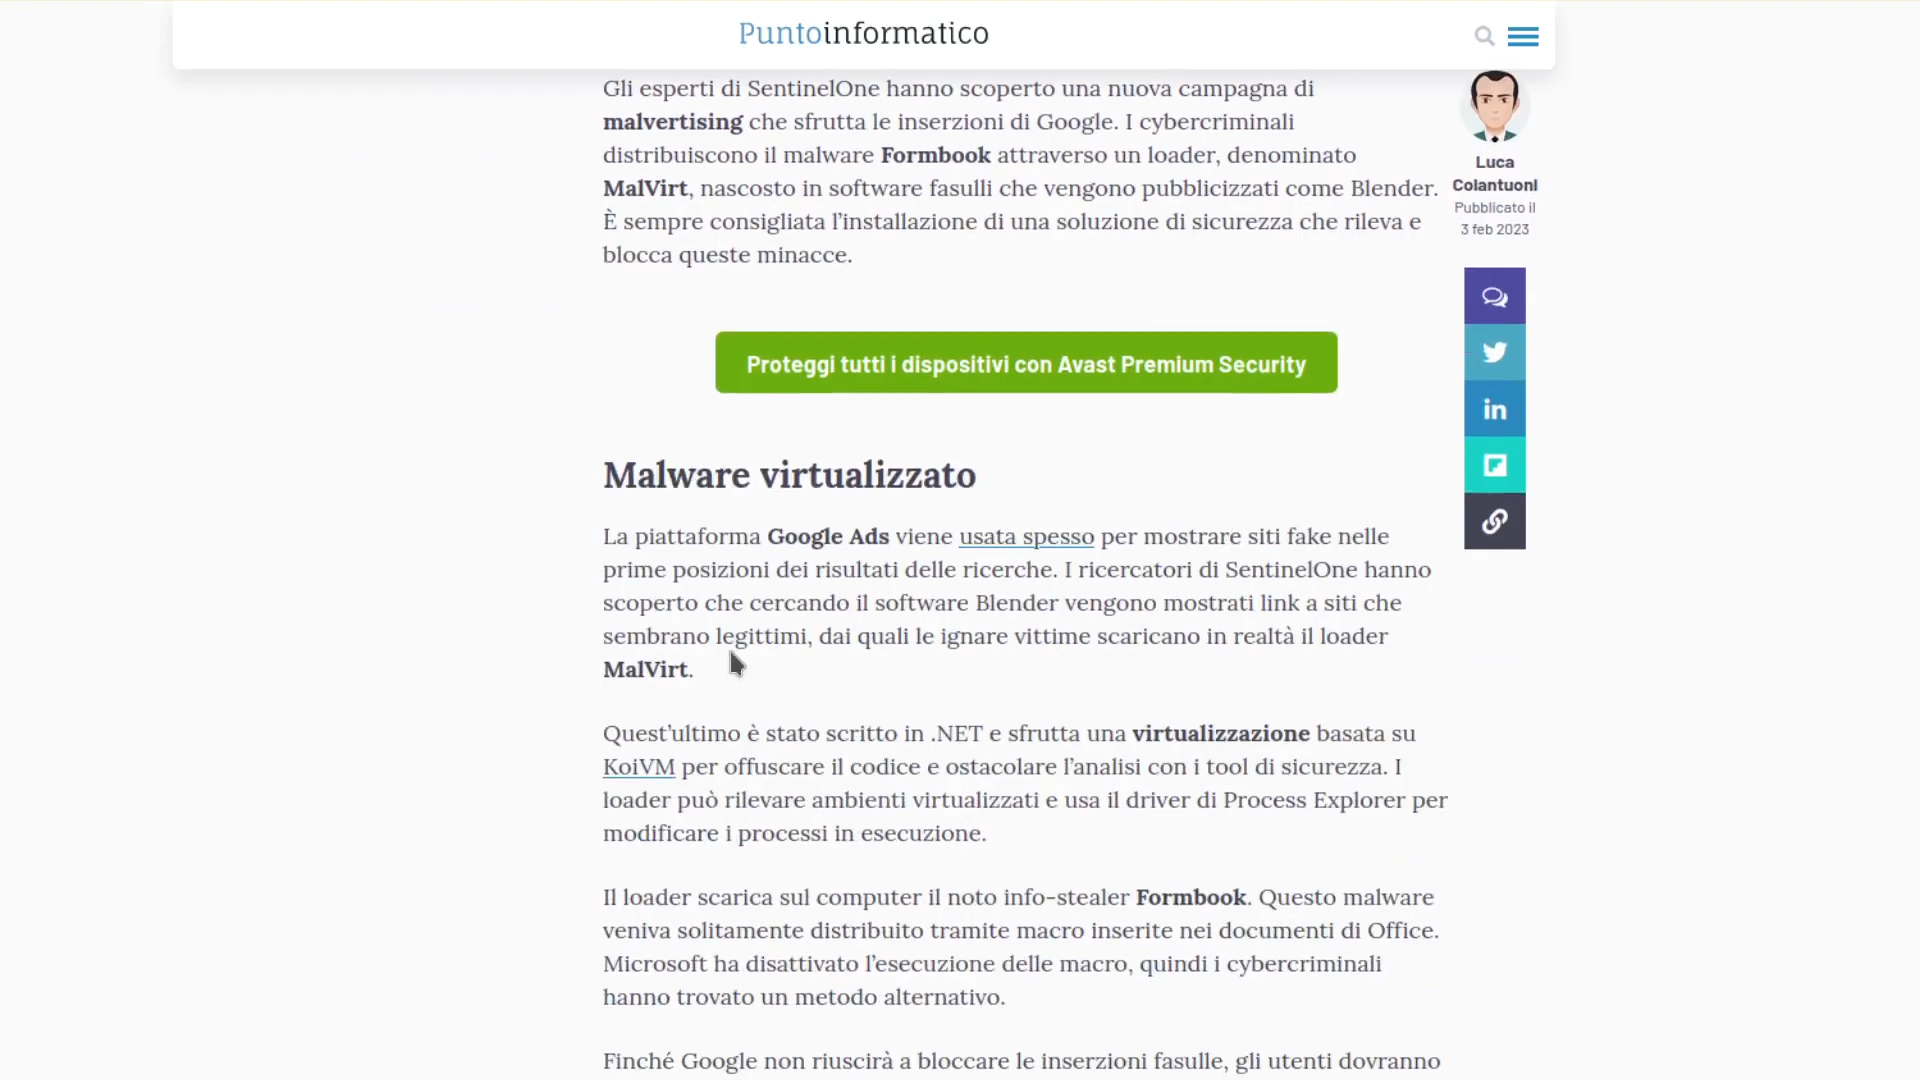 Puntoinformatico
Gli esperti di SentinelOne hanno scoperto una nuova campagna di
malvertising che sfrutta le inserzioni di Google. I cybercriminali
distribuiscono il malware Formbook attraverso un loader, denominato
MalVirt, nascosto in software fasulli che vengono pubblicizzati come Blender.
È sempre consigliata l’installazione di una soluzione di sicurezza che rileva e
blocca queste minacce.
Luca
Colantuoni
Pubblicato il
3 feb 2023
Proteggi tutti i dispositivi con Avast Premium Security
Malware virtualizzato
La piattaforma Google Ads viene usata spesso per mostrare siti fake nelle
prime posizioni dei risultati delle ricerche. I ricercatori di SentinelOne hanno
scoperto che cercando il software Blender vengono mostrati link a siti che
sembrano legittimi, dai quali le ignare vittime scaricano in realtà il loader
MalVirt.
Quest’ultimo è stato scritto in .NET e sfrutta una virtualizzazione basata su
KoiVM per offuscare il codice e ostacolare l’analisi con i tool di sicurezza. I
loader può rilevare ambienti virtualizzati e usa il driver di Process Explorer per
modificare i processi in esecuzione.
Il loader scarica sul computer il noto info-stealer Formbook. Questo malware
veniva solitamente distribuito tramite macro inserite nei documenti di Office.
Microsoft ha disattivato l’esecuzione delle macro, quindi i cybercriminali
hanno trovato un metodo alternativo.
Finché Google non riuscirà a bloccare le inserzioni fasulle, gli utenti dovranno